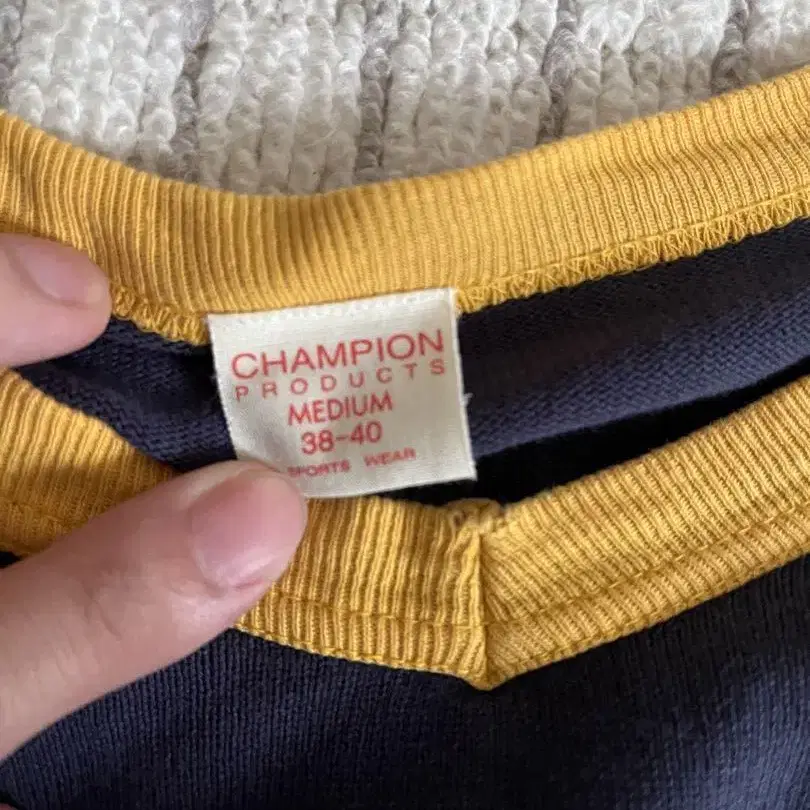 CHAMPION
PRODUCTS
MEDIUM
38-40
SPORTS WEAR